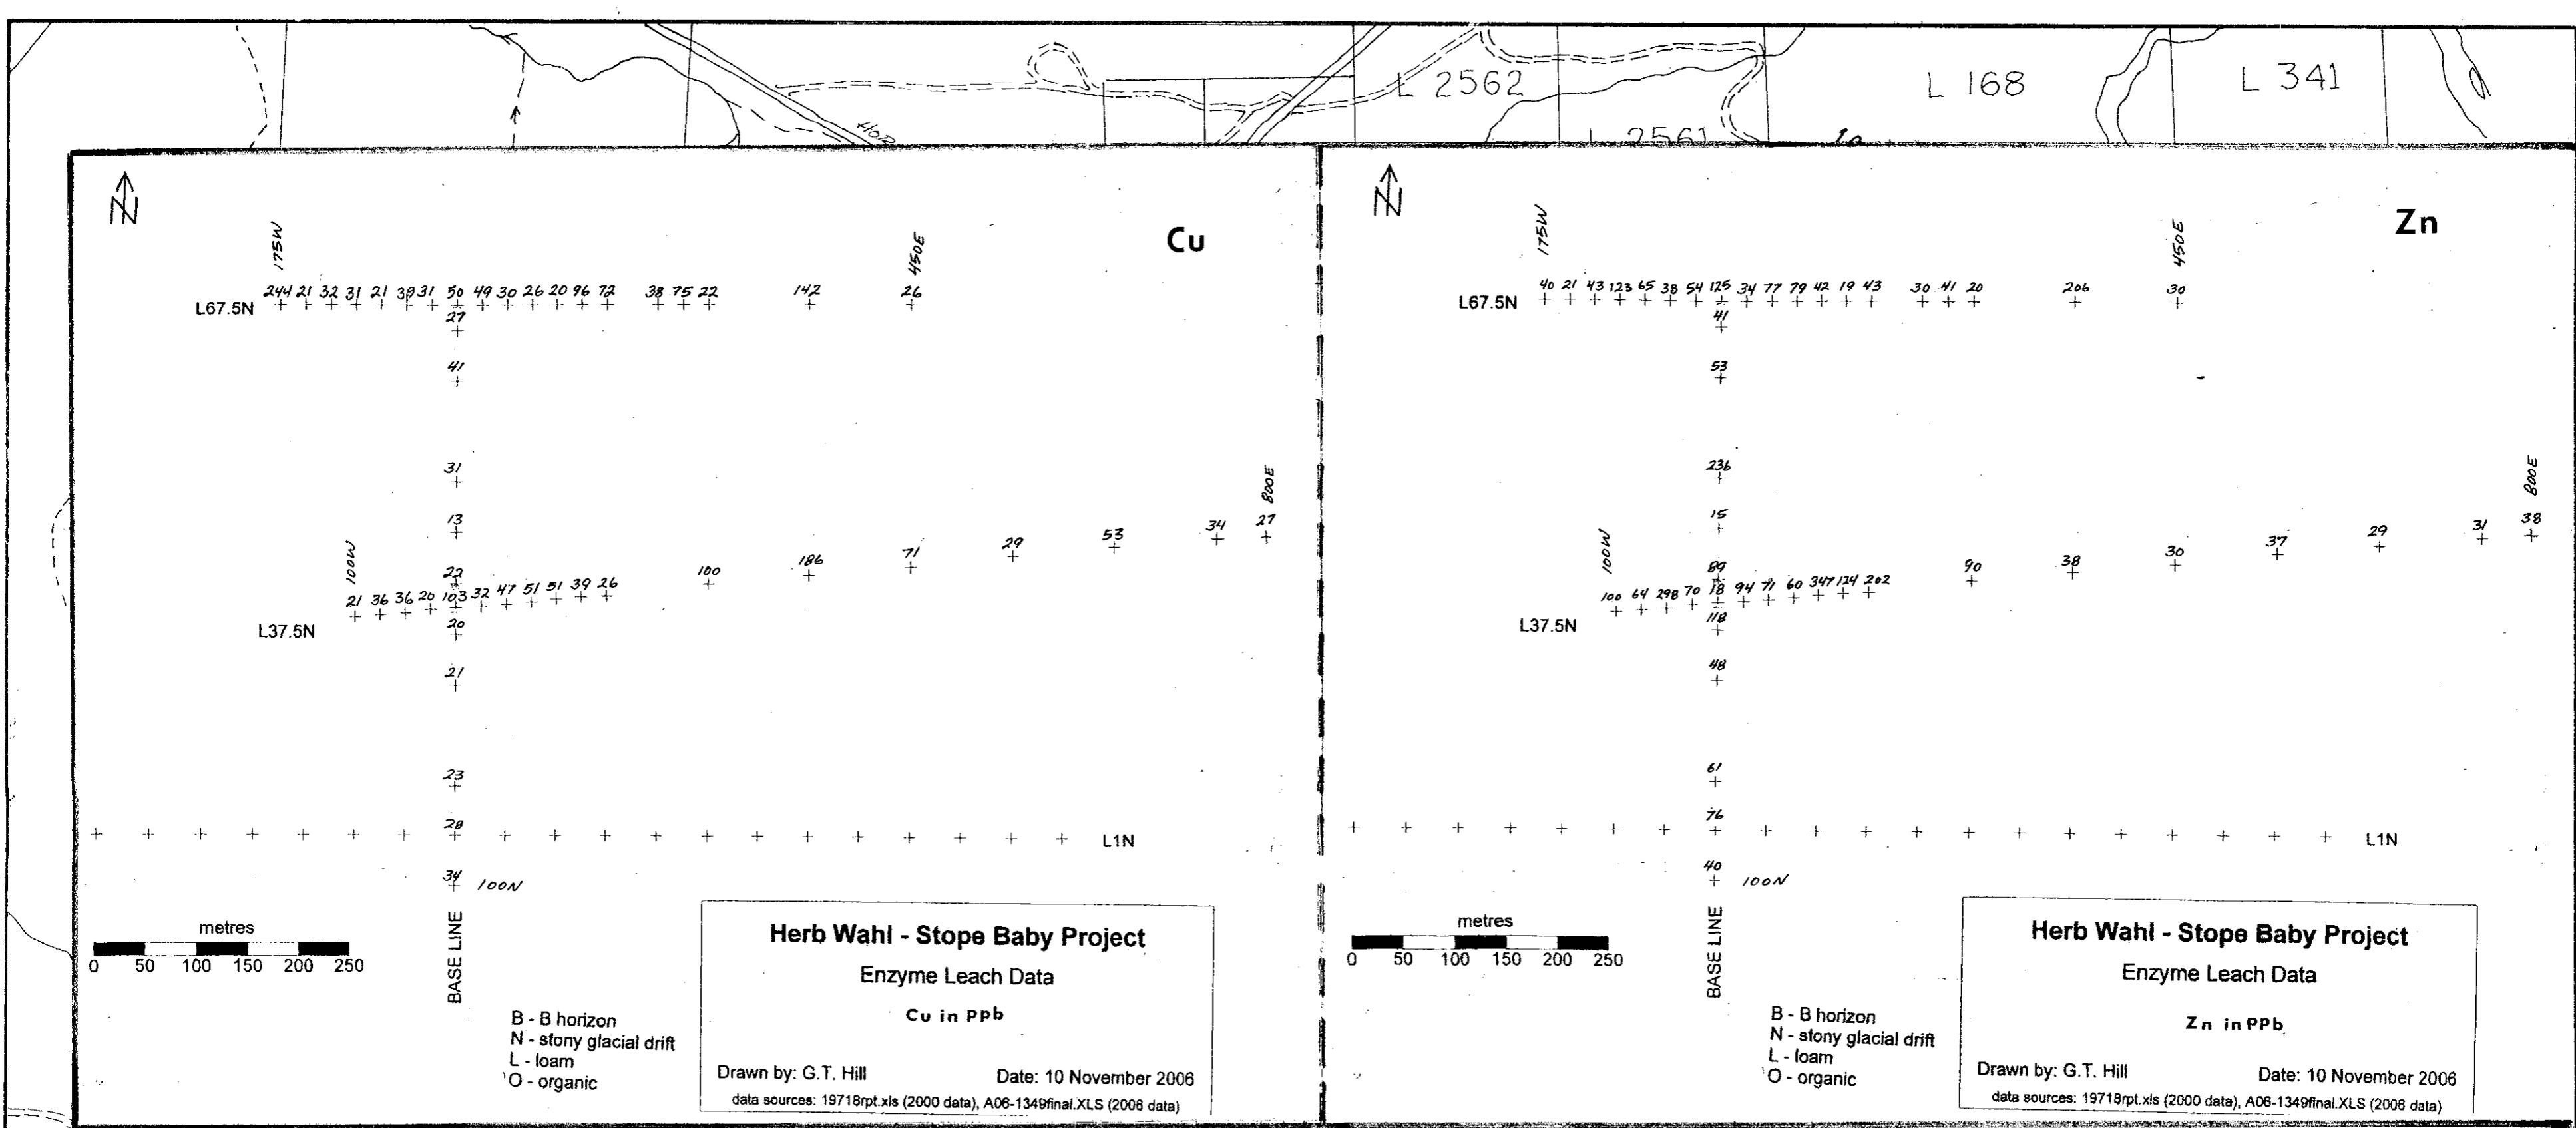 L 2562
L 168
L 341
L 2561
HOR
N
Cu
175W
450E
L67.5N
244 21 32 31 21 39 31 50 49 30 26 20 96 72 38 75 22 142 26
27
41
31
13
800E
100W
22
100 186 71 29 53 34 27
21 36 36 20 103 32 47 51 51 39 26
L37.5N
20
21
23
28
L1N
34 100N
metres
0 50 100 150 200 250
BASE LINE
B - B horizon
N - stony glacial drift
L - loam
O - organic
Herb Wahl - Stope Baby Project
Enzyme Leach Data
Cu in PPb
Drawn by: G.T. Hill Date: 10 November 2006
data sources: 19718rpt.xls (2000 data), A06-1349final.XLS (2006 data)
N
Zn
175W
450E
L67.5N
40 21 43 123 65 38 54 125 34 77 79 42 19 43 30 41 20 206 30
41
53
236
15
800E
100W
89
90 38 30 37 29 31 38
100 64 298 70 18 94 71 60 347 124 202
L37.5N
118
48
61
76
L1N
40 100N
metres
0 50 100 150 200 250
BASE LINE
B - B horizon
N - stony glacial drift
L - loam
O - organic
Herb Wahl - Stope Baby Project
Enzyme Leach Data
Zn in PPb
Drawn by: G.T. Hill Date: 10 November 2006
data sources: 19718rpt.xls (2000 data), A06-1349final.XLS (2006 data)